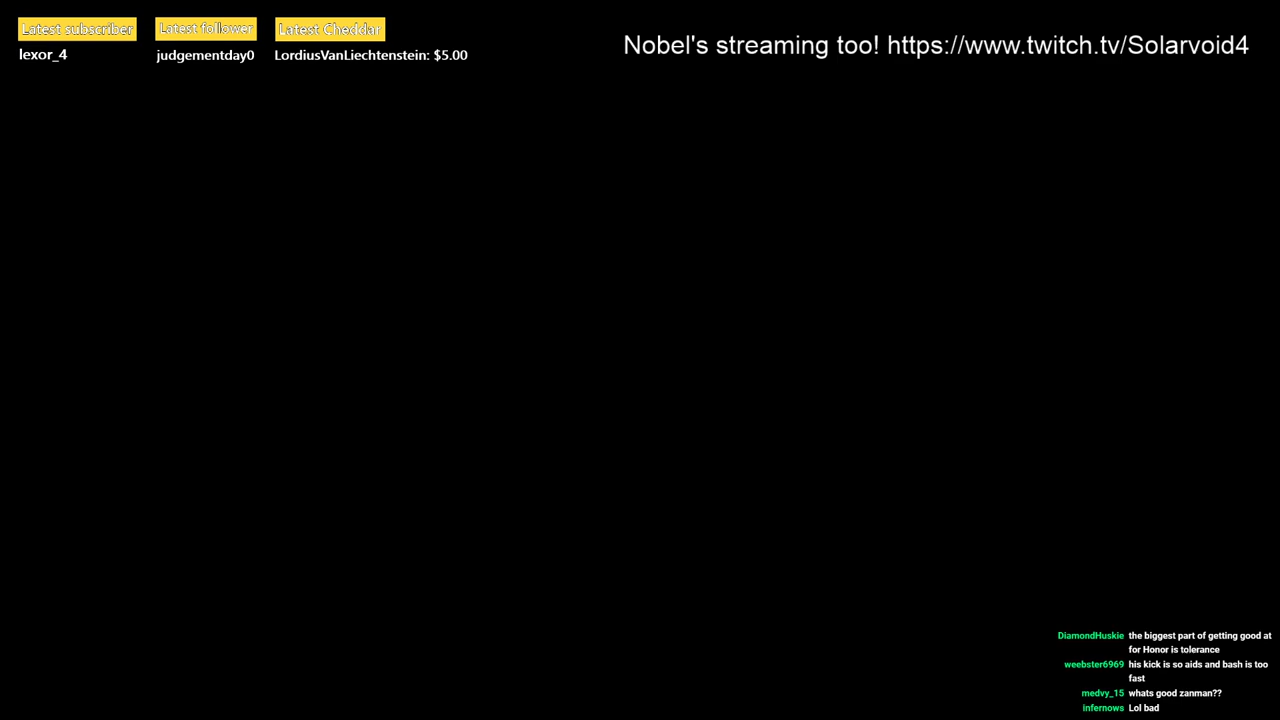 Latest subscriber
Latest follower
Latest Cheddar
lexor_4
judgementday0
LordiusVanLiechtenstein: $5.00
Nobel's streaming too! https://www.twitch.tv/Solarvoid4
DiamondHuskie the biggest part of getting good at
for Honor is tolerance
weebster6969 his kick is so aids and bash is too
fast
medvy_15 whats good zanman??
infernows Lol bad